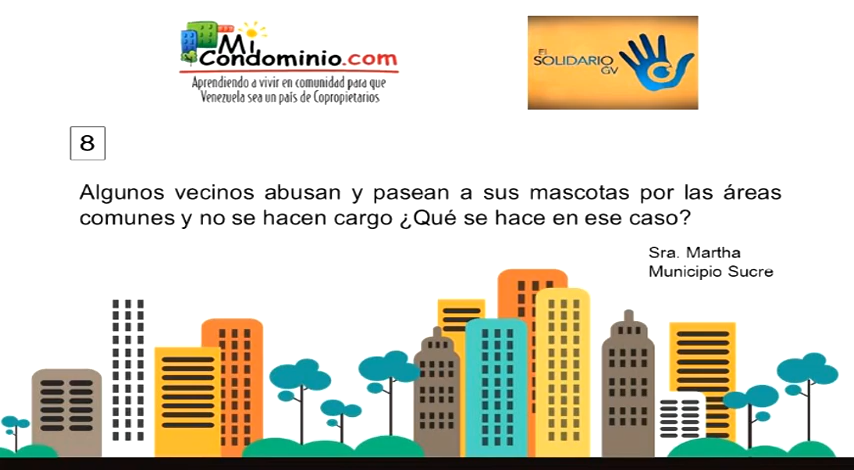 Mi
Condominio.com
Aprendiendo a vivir en comunidad para que
Venezuela sea un país de Copropietarios
El
SOLIDARIO
GV
8
Algunos vecinos abusan y pasean a sus mascotas por las áreas
comunes y no se hacen cargo ¿Qué se hace en ese caso?
Sra. Martha
Municipio Sucre